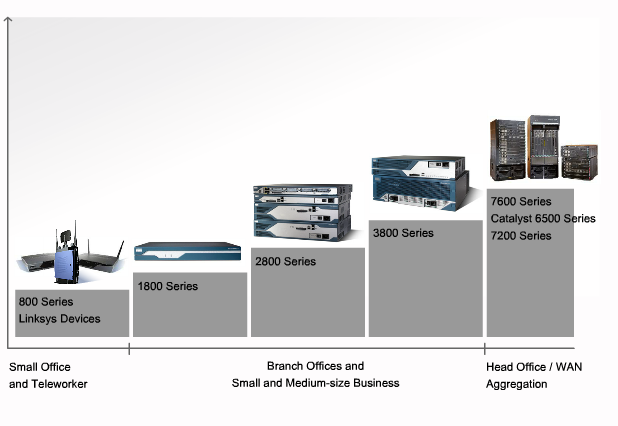 7600 Series
Catalyst 6500 Series
7200 Series
3800 Series
2800 Series
1800 Series
800 Series
Linksys Devices
Small Office
and Teleworker
Branch Offices and
Small and Medium-size Business
Head Office / WAN
Aggregation